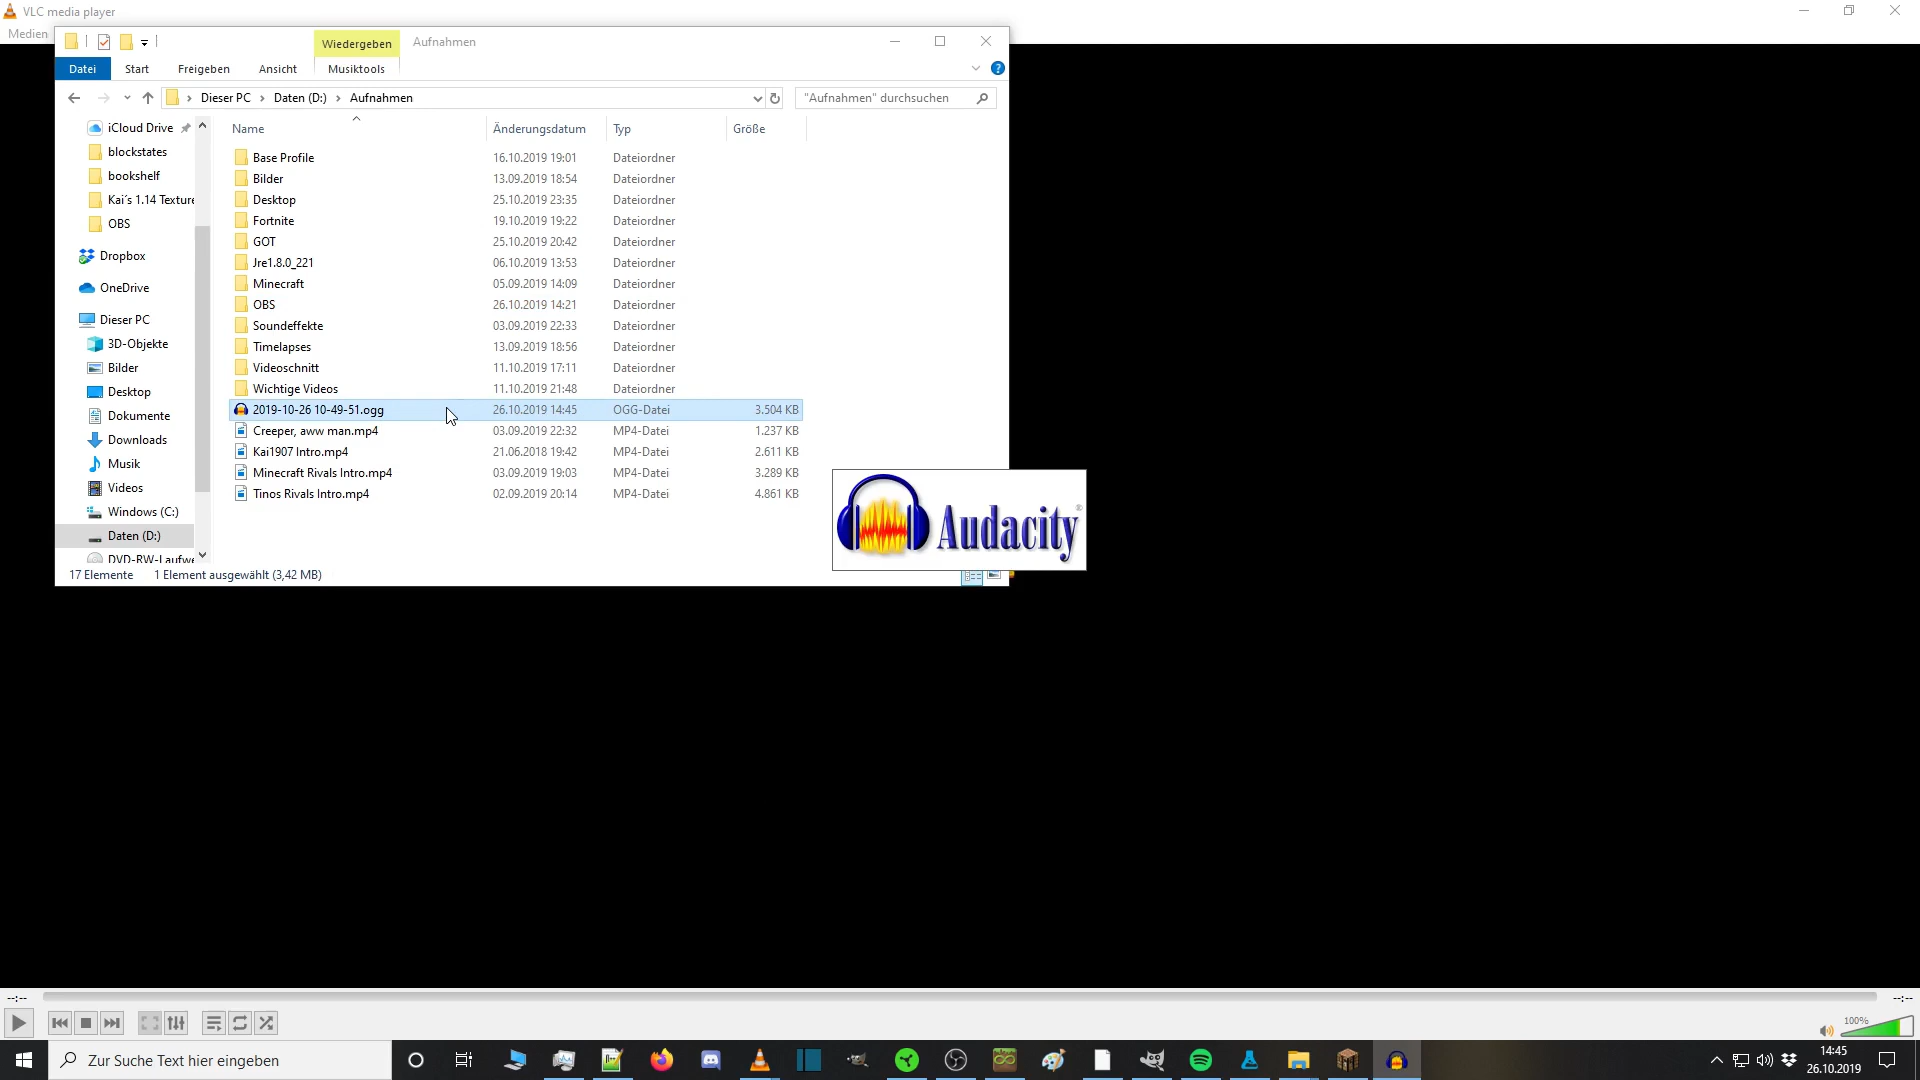 VLC media player
Medien
Wiedergeben
Aufnahmen
Datei
Start
Freigeben
Ansicht
Musiktools
Dieser PC
Daten (D:)
Aufnahmen
"Aufnahmen" durchsuchen
Name
Änderungsdatum
Typ
Größe
iCloud Drive
blockstates
bookshelf
Kai´s 1.14 Texture
OBS
Dropbox
OneDrive
Dieser PC
3D-Objekte
Bilder
Desktop
Dokumente
Downloads
Musik
Videos
Windows (C:)
Daten (D:)
DVD-RW-Laufwe
Base Profile 16.10.2019 19:01 Dateiordner
Bilder 13.09.2019 18:54 Dateiordner
Desktop 25.10.2019 23:35 Dateiordner
Fortnite 19.10.2019 19:22 Dateiordner
GOT 25.10.2019 20:42 Dateiordner
Jre1.8.0_221 06.10.2019 13:53 Dateiordner
Minecraft 05.09.2019 14:09 Dateiordner
OBS 26.10.2019 14:21 Dateiordner
Soundeffekte 03.09.2019 22:33 Dateiordner
Timelapses 13.09.2019 18:56 Dateiordner
Videoschnitt 11.10.2019 17:11 Dateiordner
Wichtige Videos 11.10.2019 21:48 Dateiordner
2019-10-26 10-49-51.ogg 26.10.2019 14:45 OGG-Datei 3.504 KB
Creeper, aww man.mp4 03.09.2019 22:32 MP4-Datei 1.237 KB
Kai1907 Intro.mp4 21.06.2018 19:42 MP4-Datei 2.611 KB
Minecraft Rivals Intro.mp4 03.09.2019 19:03 MP4-Datei 3.289 KB
Tinos Rivals Intro.mp4 02.09.2019 20:14 MP4-Datei 4.861 KB
Audacity®
17 Elemente 1 Element ausgewählt (3,42 MB)
--:-- --:--
100%
Zur Suche Text hier eingeben
14:45
26.10.2019